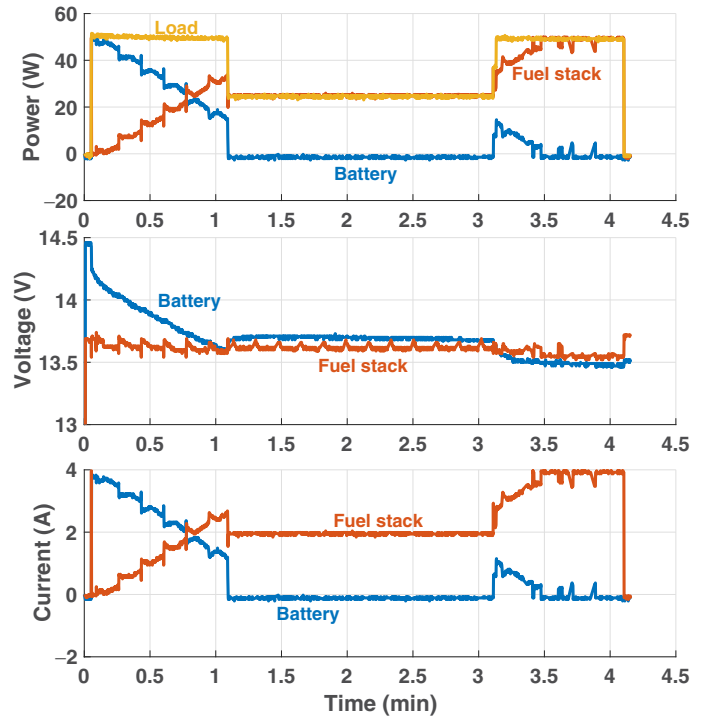 60
40
20
0
−20
Power (W)
Load
Fuel stack
Battery
0 0.5 1 1.5 2 2.5 3 3.5 4 4.5
14.5
14
13.5
13
Voltage (V)
Battery
Fuel stack
0 0.5 1 1.5 2 2.5 3 3.5 4 4.5
4
2
0
−2
Current (A)
Fuel stack
Battery
0 0.5 1 1.5 2 2.5 3 3.5 4 4.5
Time (min)